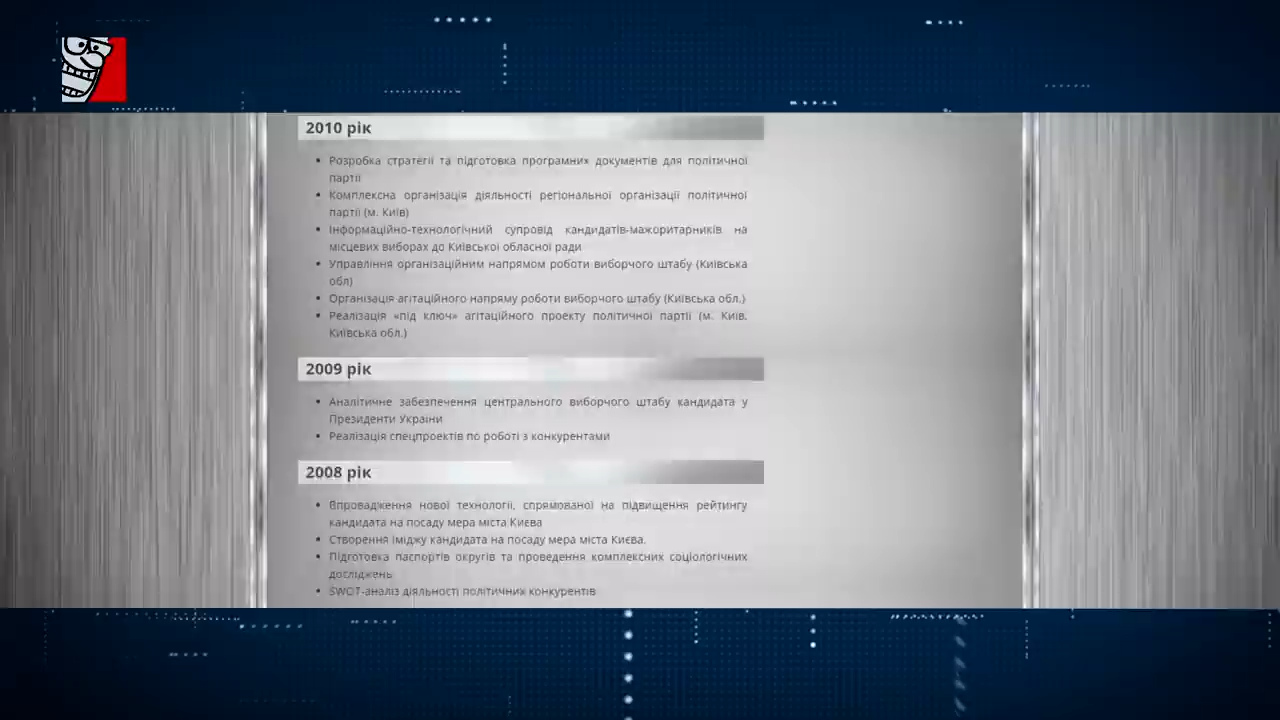 2010 рік
• Розробка стратегії та підготовка програмних документів для політичної
партії
• Комплексна організація діяльності регіональної організації політичної
партії (м. Київ)
• Інформаційно-технологічний супровід кандидатів-мажоритарників на
місцевих виборах до Київської обласної ради
• Управління організаційним напрямом роботи виборчого штабу (Київська
обл)
• Організація агітаційного напряму роботи виборчого штабу (Київська обл.)
• Реалізація «під ключ» агітаційного проекту політичної партії (м. Київ.
Київська обл.)
2009 рік
• Аналітичне забезпечення центрального виборчого штабу кандидата у
Президенти України
• Реалізація спецпроектів по роботі з конкурентами
2008 рік
• Впровадження нової технології, спрямованої на підвищення рейтингу
кандидата на посаду мера міста Києва
• Створення іміджу кандидата на посаду мера міста Києва.
• Підготовка паспортів округів та проведення комплексних соціологічних
досліджень
• SWOT-аналіз діяльності політичних конкурентів